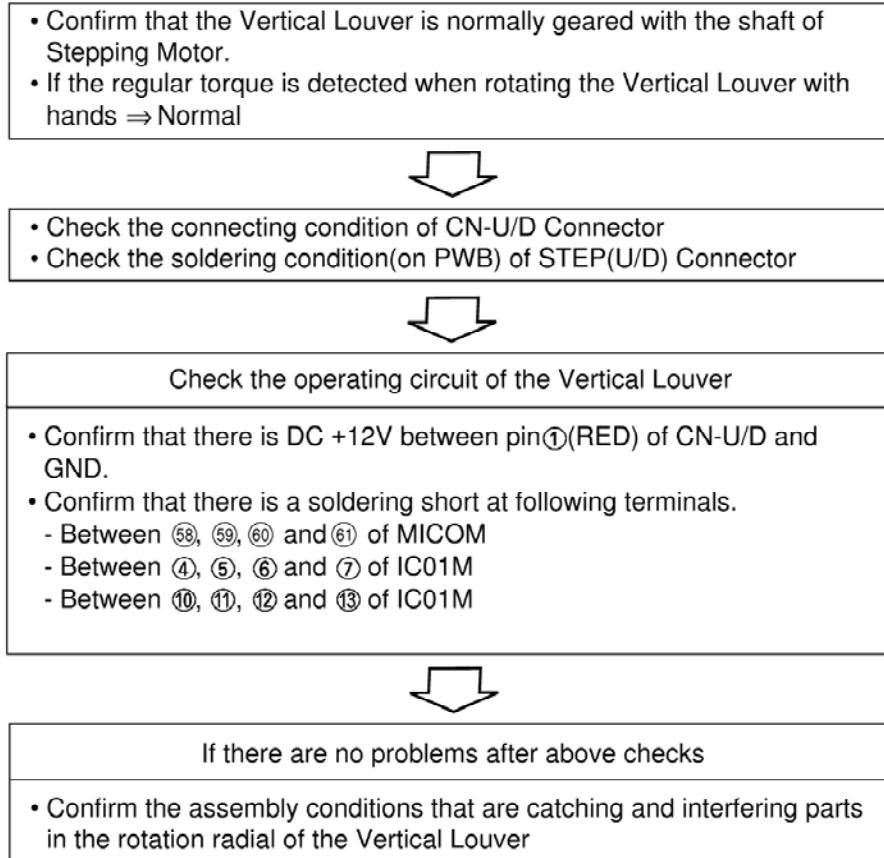 • Confirm that the Vertical Louver is normally geared with the shaft of
Stepping Motor.
• If the regular torque is detected when rotating the Vertical Louver with
hands ⇒ Normal
• Check the connecting condition of CN-U/D Connector
• Check the soldering condition(on PWB) of STEP(U/D) Connector
Check the operating circuit of the Vertical Louver
• Confirm that there is DC +12V between pin①(RED) of CN-U/D and
GND.
• Confirm that there is a soldering short at following terminals.
- Between 58, 59, 60 and 61 of MICOM
- Between ④, ⑤, ⑥ and ⑦ of IC01M
- Between ⑩, ⑪, ⑫ and ⑬ of IC01M
If there are no problems after above checks
• Confirm the assembly conditions that are catching and interfering parts
in the rotation radial of the Vertical Louver